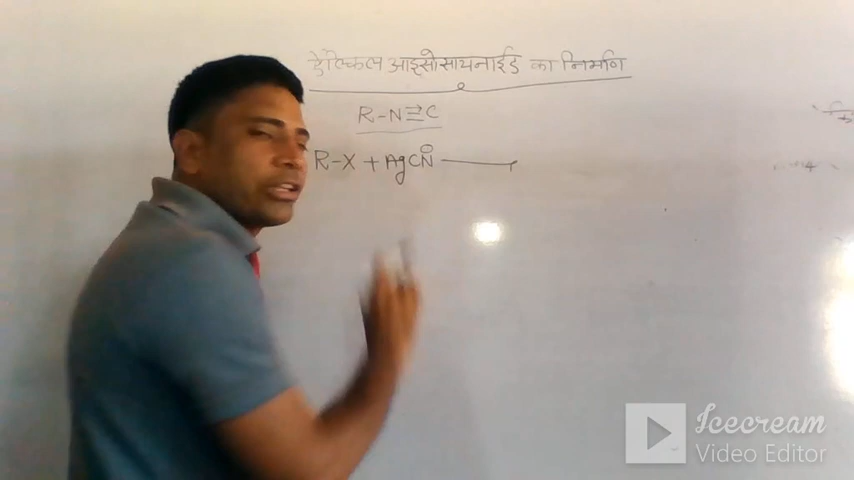 ऐल्किल आइसोसायनाईड का निर्माण
R-N⇶C
R-X + AgCN ⟶
Icecream
Video Editor